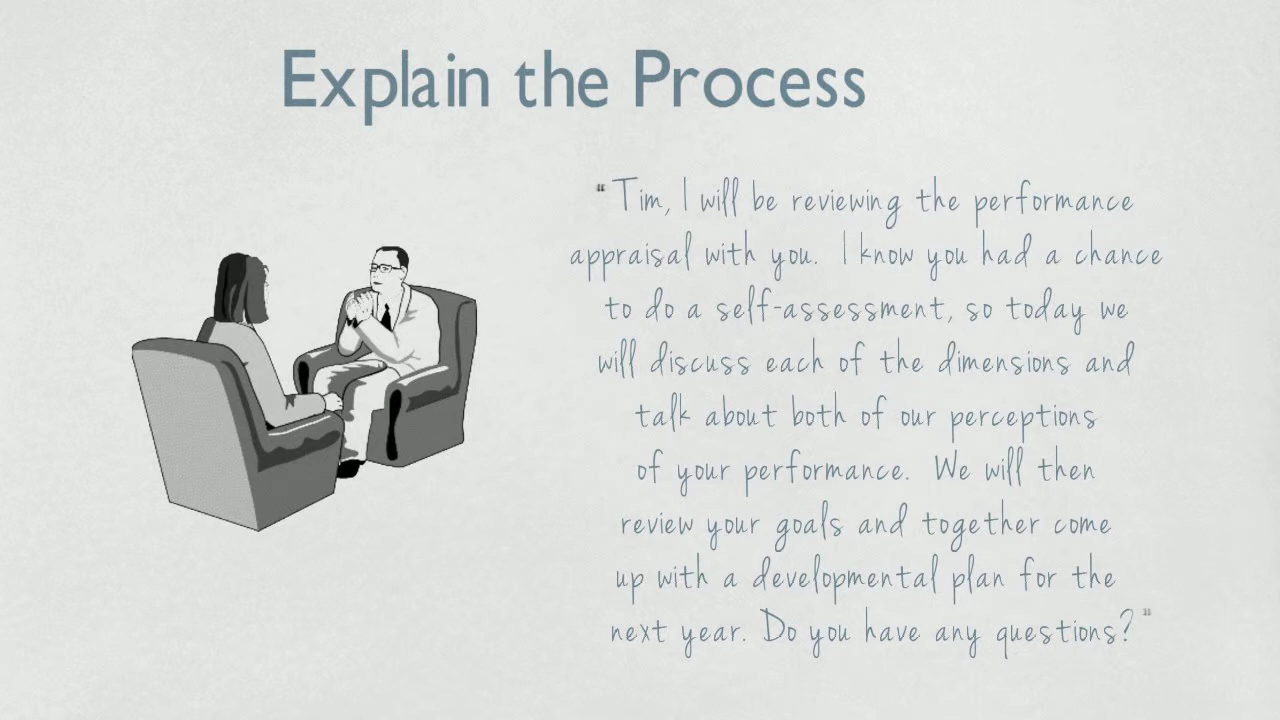 Explain the Process
“Tim, I will be reviewing the performance
appraisal with you.  I know you had a chance
to do a self-assessment, so today we
will discuss each of the dimensions and
talk about both of our perceptions
of your performance.  We will then
review your goals and together come
up with a developmental plan for the
next year. Do you have any questions?”